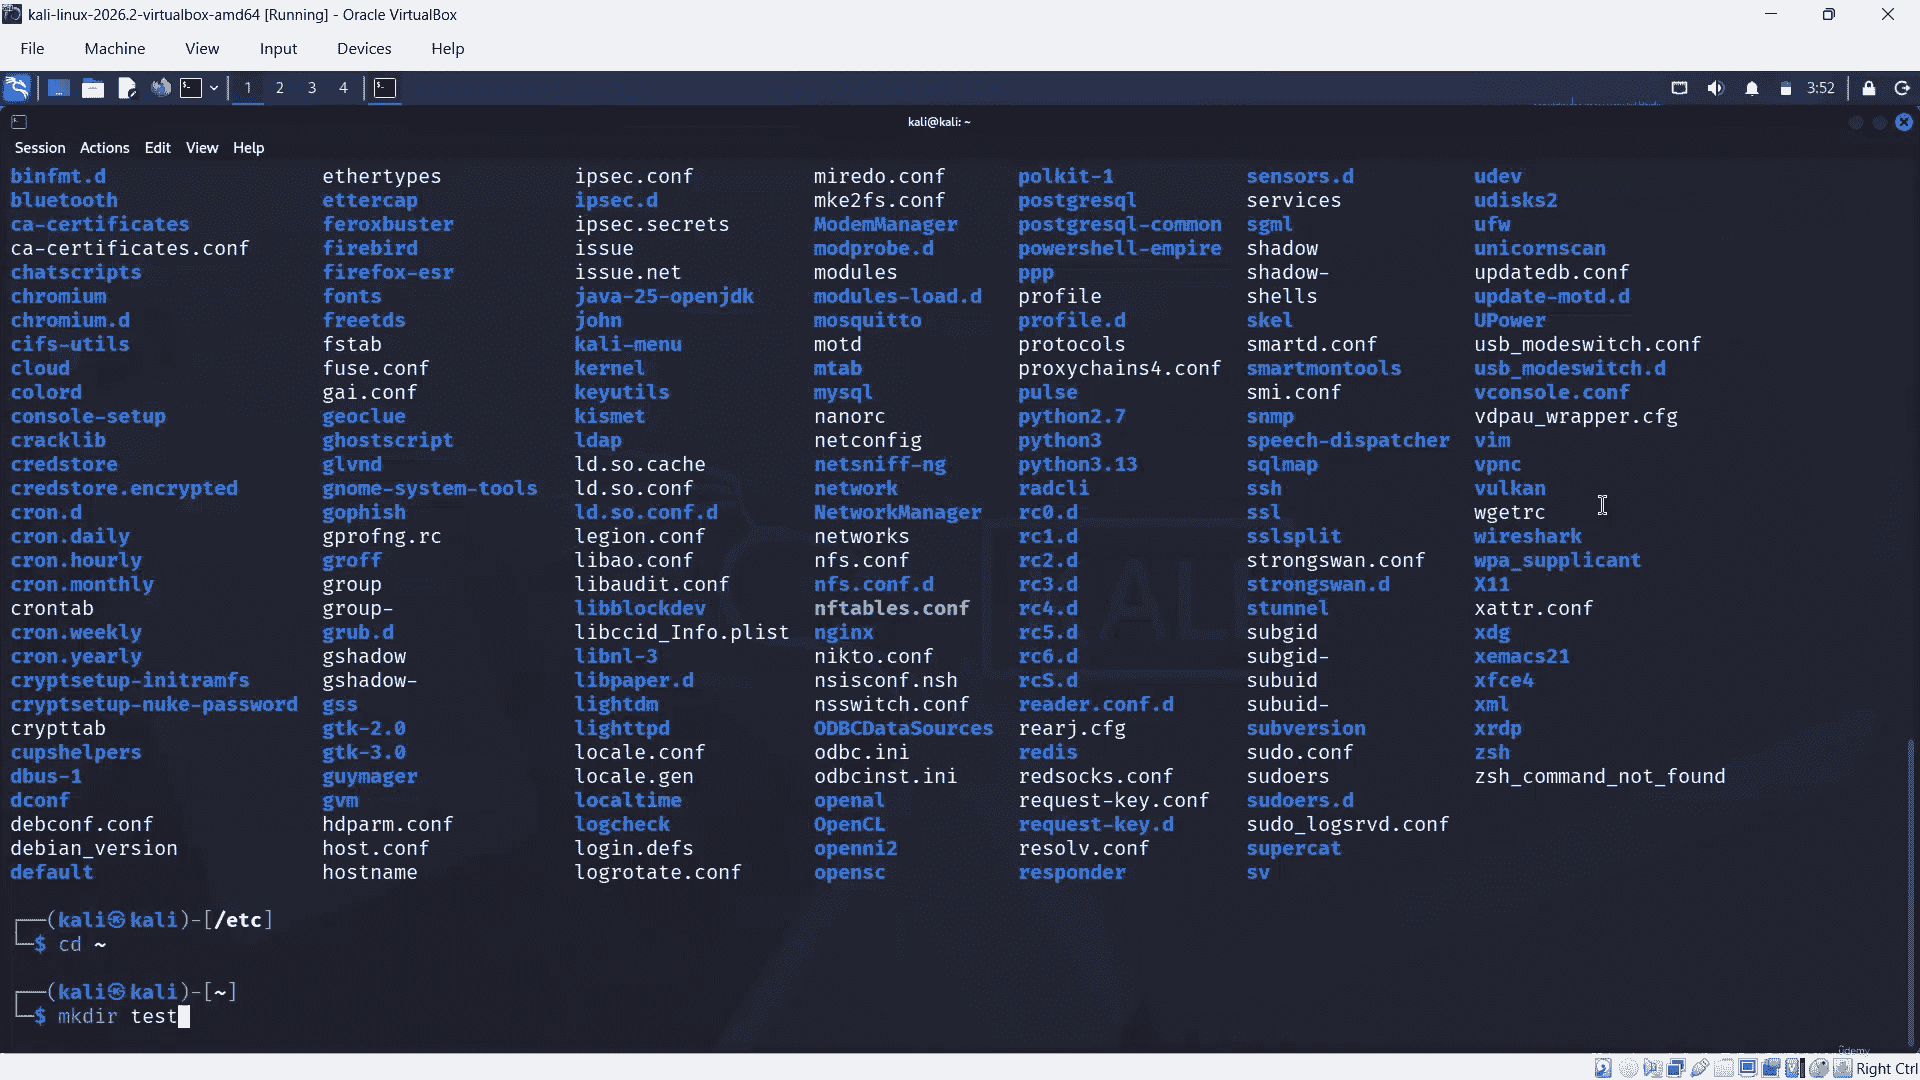 kali-linux-2026.2-virtualbox-amd64 [Running] - Oracle VirtualBox
File Machine View Input Devices Help
1 2 3 4 3:52
kali@kali: ~
Session Actions Edit View Help
binfmt.d ethertypes ipsec.conf miredo.conf polkit-1 sensors.d udev
bluetooth ettercap ipsec.d mke2fs.conf postgresql services udisks2
ca-certificates feroxbuster ipsec.secrets ModemManager postgresql-common sgml ufw
ca-certificates.conf firebird issue modprobe.d powershell-empire shadow unicornscan
chatscripts firefox-esr issue.net modules ppp shadow- updatedb.conf
chromium fonts java-25-openjdk modules-load.d profile shells update-motd.d
chromium.d freetds john mosquitto profile.d skel UPower
cifs-utils fstab kali-menu motd protocols smartd.conf usb_modeswitch.conf
cloud fuse.conf kernel mtab proxychains4.conf smartmontools usb_modeswitch.d
colord gai.conf keyutils mysql pulse smi.conf vconsole.conf
console-setup geoclue kismet nanorc python2.7 snmp vdpau_wrapper.cfg
cracklib ghostscript ldap netconfig python3 speech-dispatcher vim
credstore glvnd ld.so.cache netsniff-ng python3.13 sqlmap vpnc
credstore.encrypted gnome-system-tools ld.so.conf network radcli ssh vulkan
cron.d gophish ld.so.conf.d NetworkManager rc0.d ssl wgetrc
cron.daily gprofng.rc legion.conf networks rc1.d sslsplit wireshark
cron.hourly groff libao.conf nfs.conf rc2.d strongswan.conf wpa_supplicant
cron.monthly group libaudit.conf nfs.conf.d rc3.d strongswan.d X11
crontab group- libblockdev nftables.conf rc4.d stunnel xattr.conf
cron.weekly grub.d libccid_Info.plist nginx rc5.d subgid xdg
cron.yearly gshadow libnl-3 nikto.conf rc6.d subgid- xemacs21
cryptsetup-initramfs gshadow- libpaper.d nsisconf.nsh rcS.d subuid xfce4
cryptsetup-nuke-password gss lightdm nsswitch.conf reader.conf.d subuid- xml
crypttab gtk-2.0 lighttpd ODBCDataSources rearj.cfg subversion xrdp
cupshelpers gtk-3.0 locale.conf odbc.ini redis sudo.conf zsh
dbus-1 guymager locale.gen odbcinst.ini redsocks.conf sudoers zsh_command_not_found
dconf gvm localtime openal request-key.conf sudoers.d
debconf.conf hdparm.conf logcheck OpenCL request-key.d sudo_logsrvd.conf
debian_version host.conf login.defs openni2 resolv.conf supercat
default hostname logrotate.conf opensc responder sv
┌──(kali㉿kali)-[/etc]
└─$ cd ~
┌──(kali㉿kali)-[~]
└─$ mkdir test
Udemy
Right Ctrl